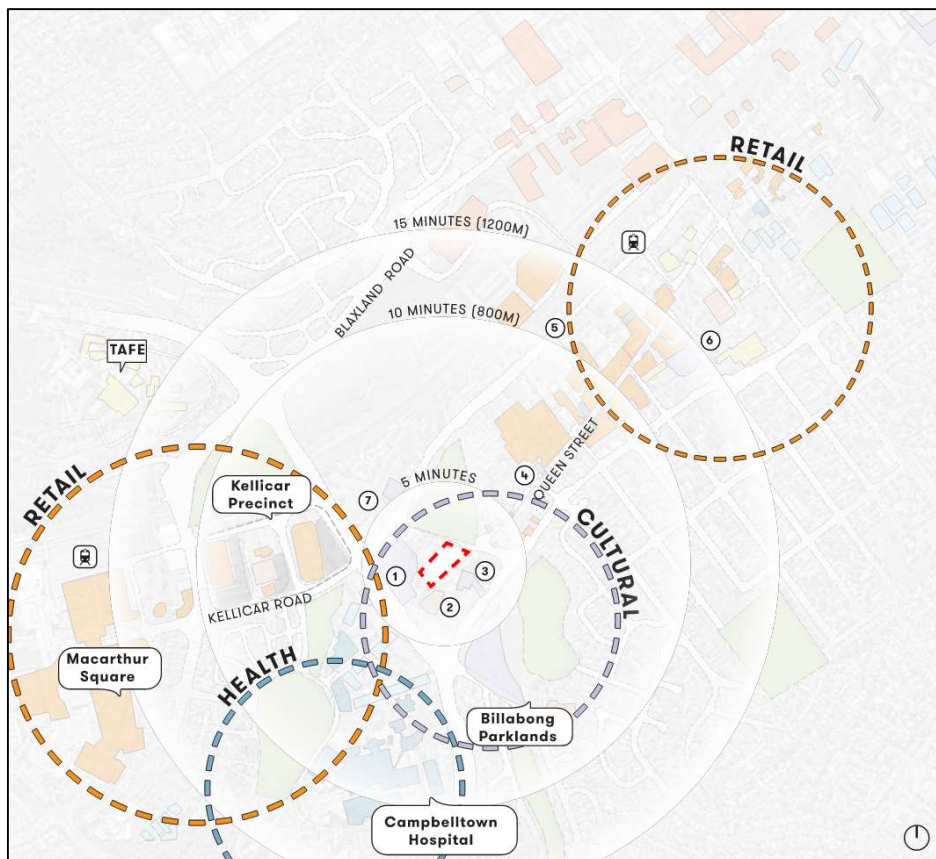 RETAIL
15 MINUTES (1200M)
BLAXLAND ROAD
10 MINUTES (800M)
5
6
TAFE
RETAIL
Kellicar
Precinct
5 MINUTES
4
QUEEN STREET
7
CULTURAL
1
3
2
KELLICAR ROAD
Macarthur
Square
HEALTH
Billabong
Parklands
Campbelltown
Hospital